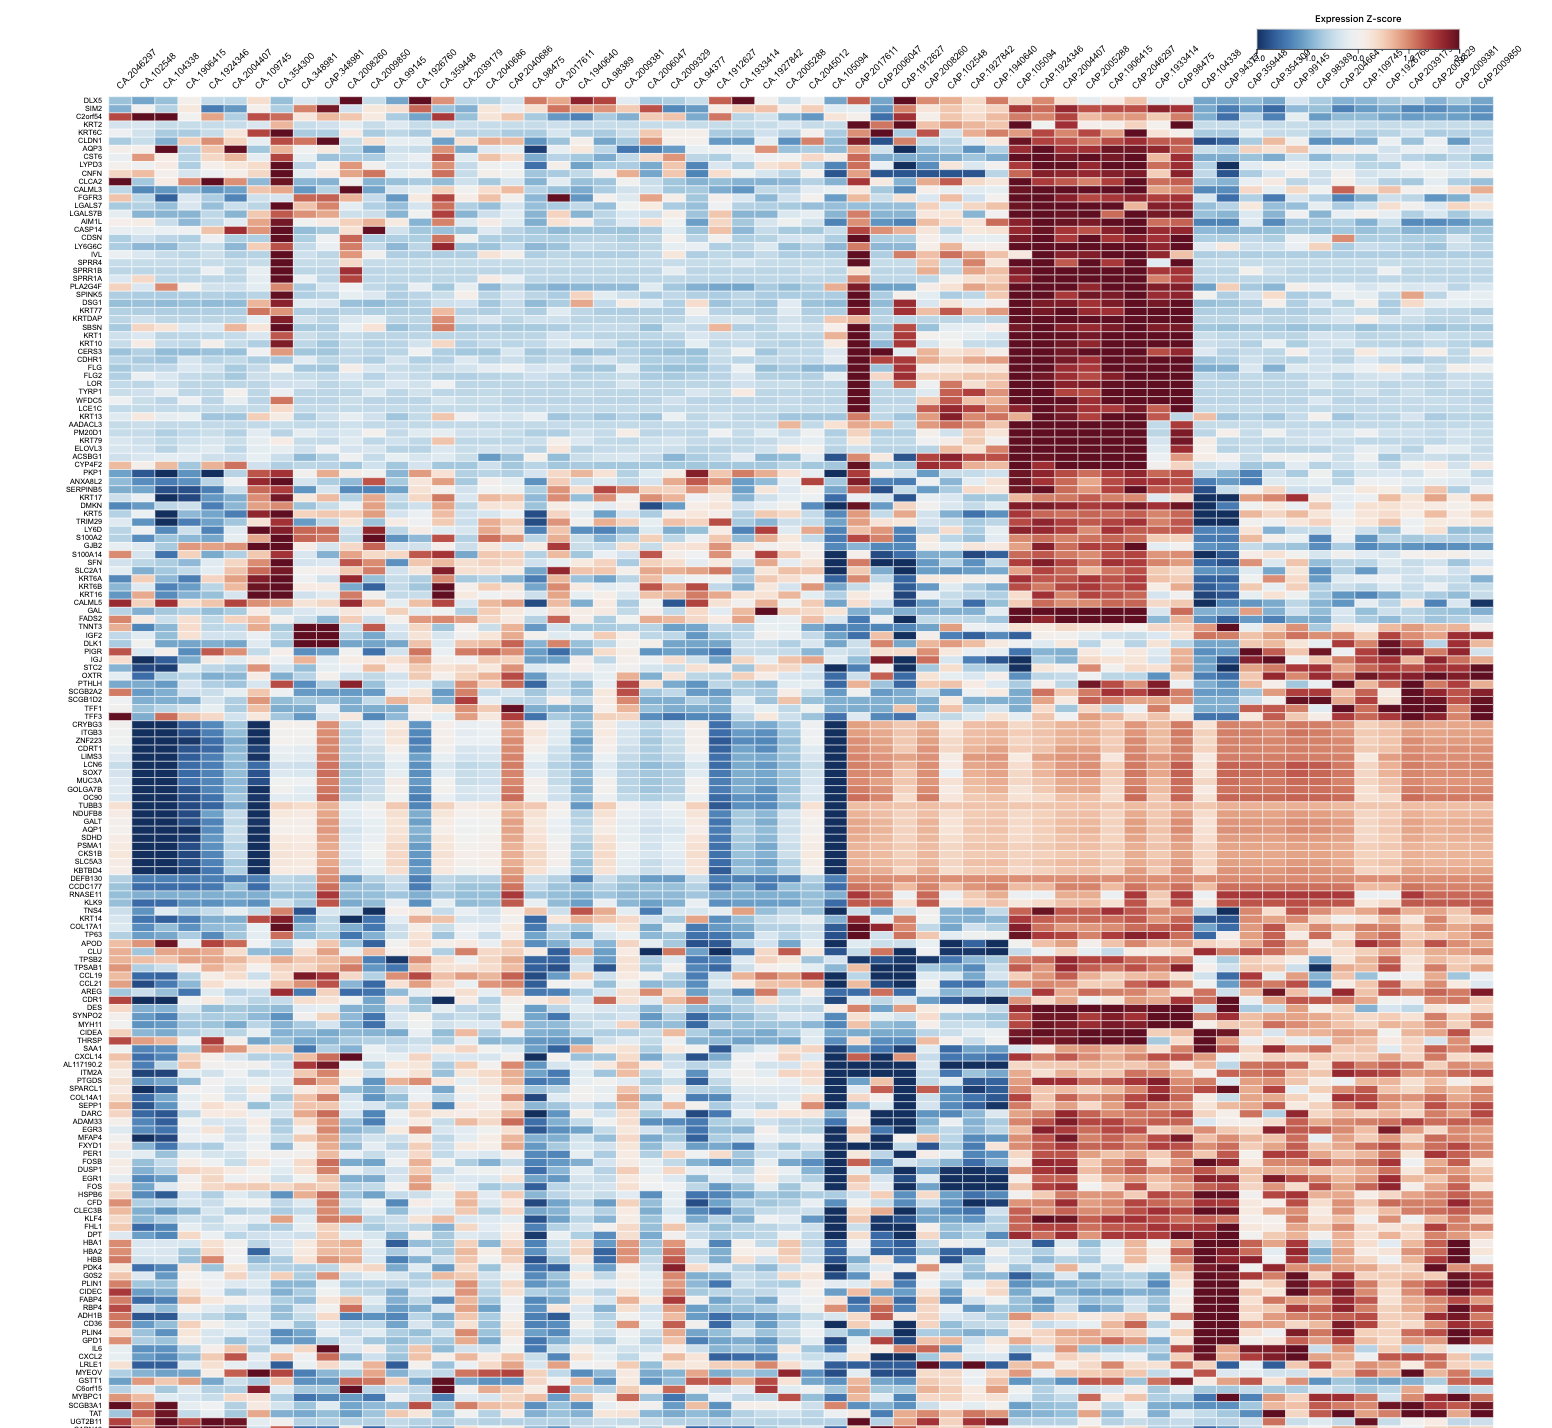 Expression Z-score
CA.2046297
CA.102548
CA.104338
CA.1906415
CA.1924346
CA.2004407
CA.109745
CA.354300
CA.348981
CAP.348981
CA.2008260
CA.2009850
CA.99145
CA.1926760
CA.359448
CA.2039179
CA.2040686
CAP.2040686
CA.98475
CA.2017611
CA.1940640
CA.98389
CA.2009381
CA.2006047
CA.2009329
CA.94377
CA.1912627
CA.1933414
CA.1927842
CA.2005288
CA.2045012
CA.105094
CAP.2017611
CAP.2006047
CAP.1912627
CAP.2008260
CAP.102548
CAP.1927842
CAP.1940640
CAP.105094
CAP.1924346
CAP.2004407
CAP.2005288
CAP.1906415
CAP.2046297
CAP.1933414
CAP.98475
CAP.104338
CAP.94377
CAP.359448
CAP.354300
CAP.99145
CAP.98389
CAP.109745
CAP.2009381
CAP.2009850
DLX5
SIM2
C2orf54
KRT2
KRT6C
CLDN1
AQP3
CST6
LYPD3
CNFN
CLCA2
CALML3
FGFR3
LGALS7
LGALS7B
AIM1L
CASP14
CDSN
LY6G6C
IVL
SPRR4
SPRR1B
SPRR1A
PLA2G4F
SPINK5
DSG1
KRT77
KRTDAP
SBSN
KRT1
KRT10
CERS3
CDHR1
FLG
FLG2
LOR
TYRP1
WFDC5
LCE1C
KRT13
AADACL3
PM20D1
KRT79
ELOVL3
ACSBG1
CYP4F2
PKP1
ANXA8L2
SERPINB5
KRT17
DMKN
KRT5
TRIM29
LY6D
S100A2
GJB2
S100A14
SFN
SLC2A1
KRT6A
KRT6B
KRT16
CALML5
GAL
FADS2
TNNT3
IGF2
DLK1
PIGR
IGJ
STC2
OXTR
PTHLH
SCGB2A2
SCGB1D2
TFF1
TFF3
CRYBG3
ITGB3
ZNF223
CDRT1
LIMS3
LCN6
SOX7
MUC3A
GOLGA7B
OC90
TUBB3
NDUFB8
GALT
AQP1
SDHD
PSMA1
CKS1B
SLC5A3
KBTBD4
DEFB130
CCDC177
RNASE11
KLK9
TNS4
KRT14
COL17A1
TP63
APOD
CLU
TPSB2
TPSAB1
CCL19
CCL21
AREG
CDR1
DES
SYNPO2
MYH11
CIDEA
THRSP
SAA1
CXCL14
AL117190.2
ITM2A
PTGDS
SPARCL1
COL14A1
SEPP1
DARC
ADAM33
EGR3
MFAP4
FXYD1
PER1
FOSB
DUSP1
EGR1
FOS
HSPB6
CFD
CLEC3B
KLF4
FHL1
DPT
HBA1
HBA2
HBB
PDK4
G0S2
PLIN1
CIDEC
FABP4
RBP4
ADH1B
CD36
PLIN4
GPD1
IL6
CXCL2
LRLE1
MYEOV
GSTT1
C6orf15
MYBPC1
SCGB3A1
TAT
UGT2B11